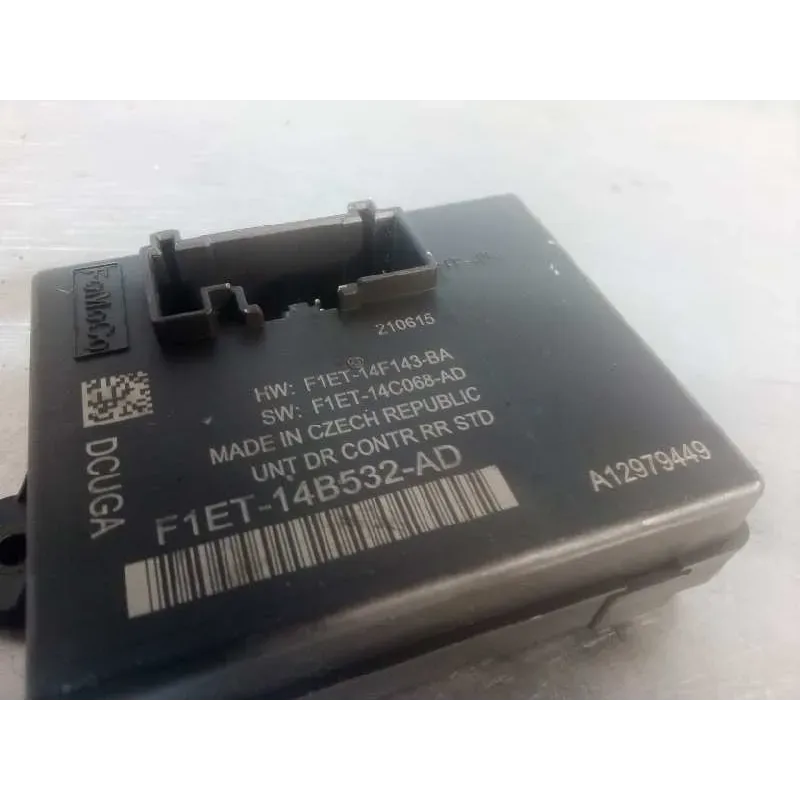 FoMoCo
210615
HW: F1ET-14F143-BA
SW: F1ET-14C068-AD
MADE IN CZECH REPUBLIC
UNT DR CONTR RR STD
F1ET-14B532-AD
DCUGA
A12979449